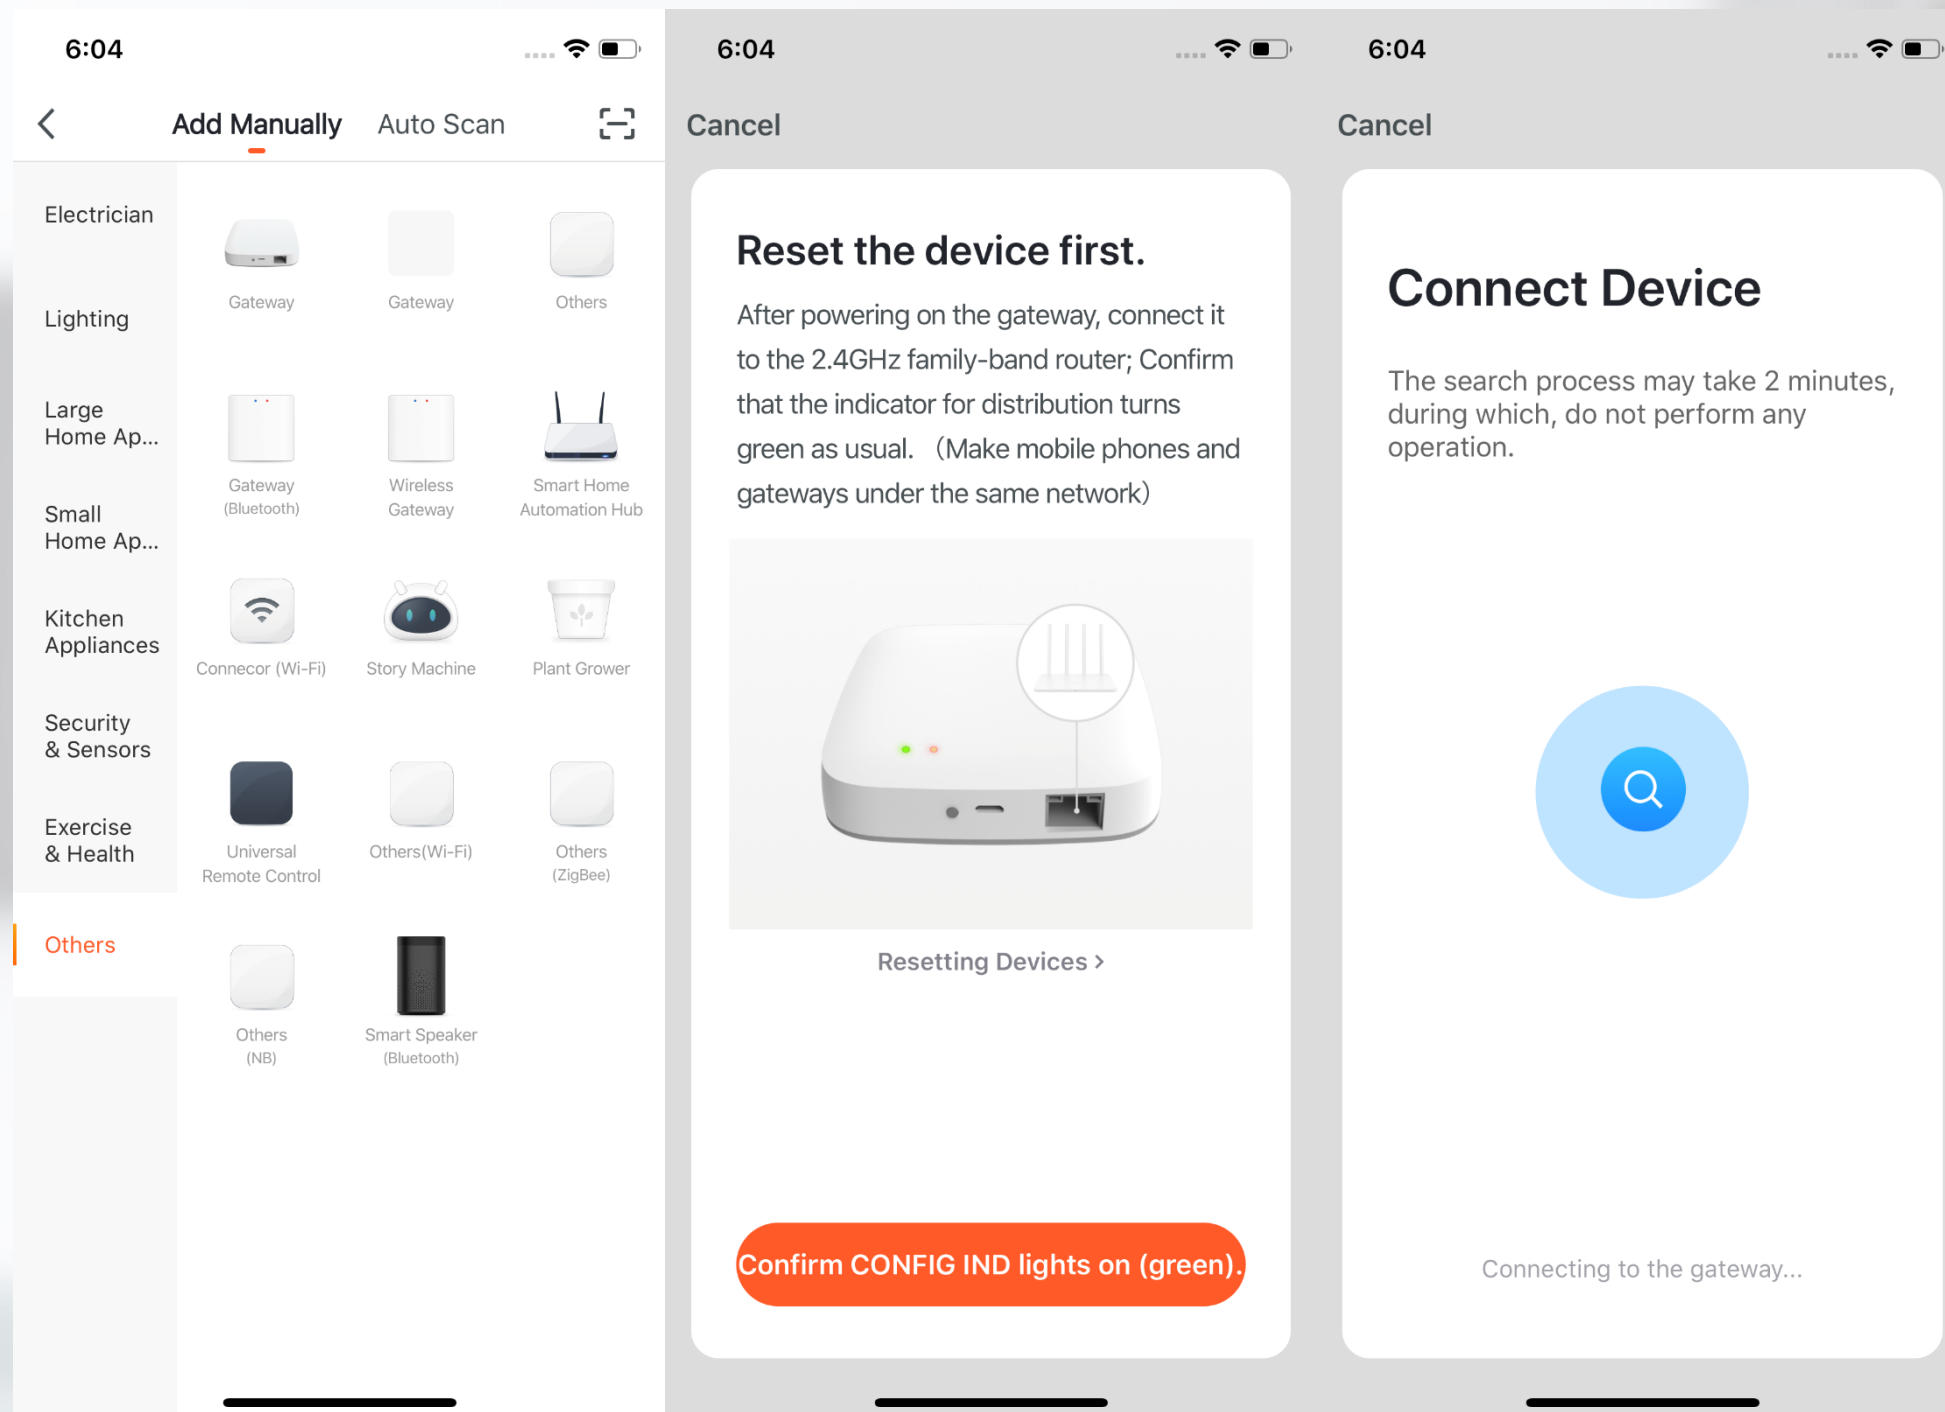 6:04
Add Manually
Auto Scan
Electrician
Lighting
Large
Home Ap...
Small
Home Ap...
Kitchen
Appliances
Security
& Sensors
Exercise
& Health
Others
Gateway
Gateway
Others
Gateway
(Bluetooth)
Wireless
Gateway
Smart Home
Automation Hub
Connecor (Wi-Fi)
Story Machine
Plant Grower
Universal
Remote Control
Others(Wi-Fi)
Others
(ZigBee)
Others
(NB)
Smart Speaker
(Bluetooth)
6:04
Cancel
Reset the device first.
After powering on the gateway, connect it
to the 2.4GHz family-band router; Confirm
that the indicator for distribution turns
green as usual. （Make mobile phones and
gateways under the same network）
Resetting Devices >
Confirm CONFIG IND lights on (green).
6:04
Cancel
Connect Device
The search process may take 2 minutes,
during which, do not perform any
operation.
Connecting to the gateway...